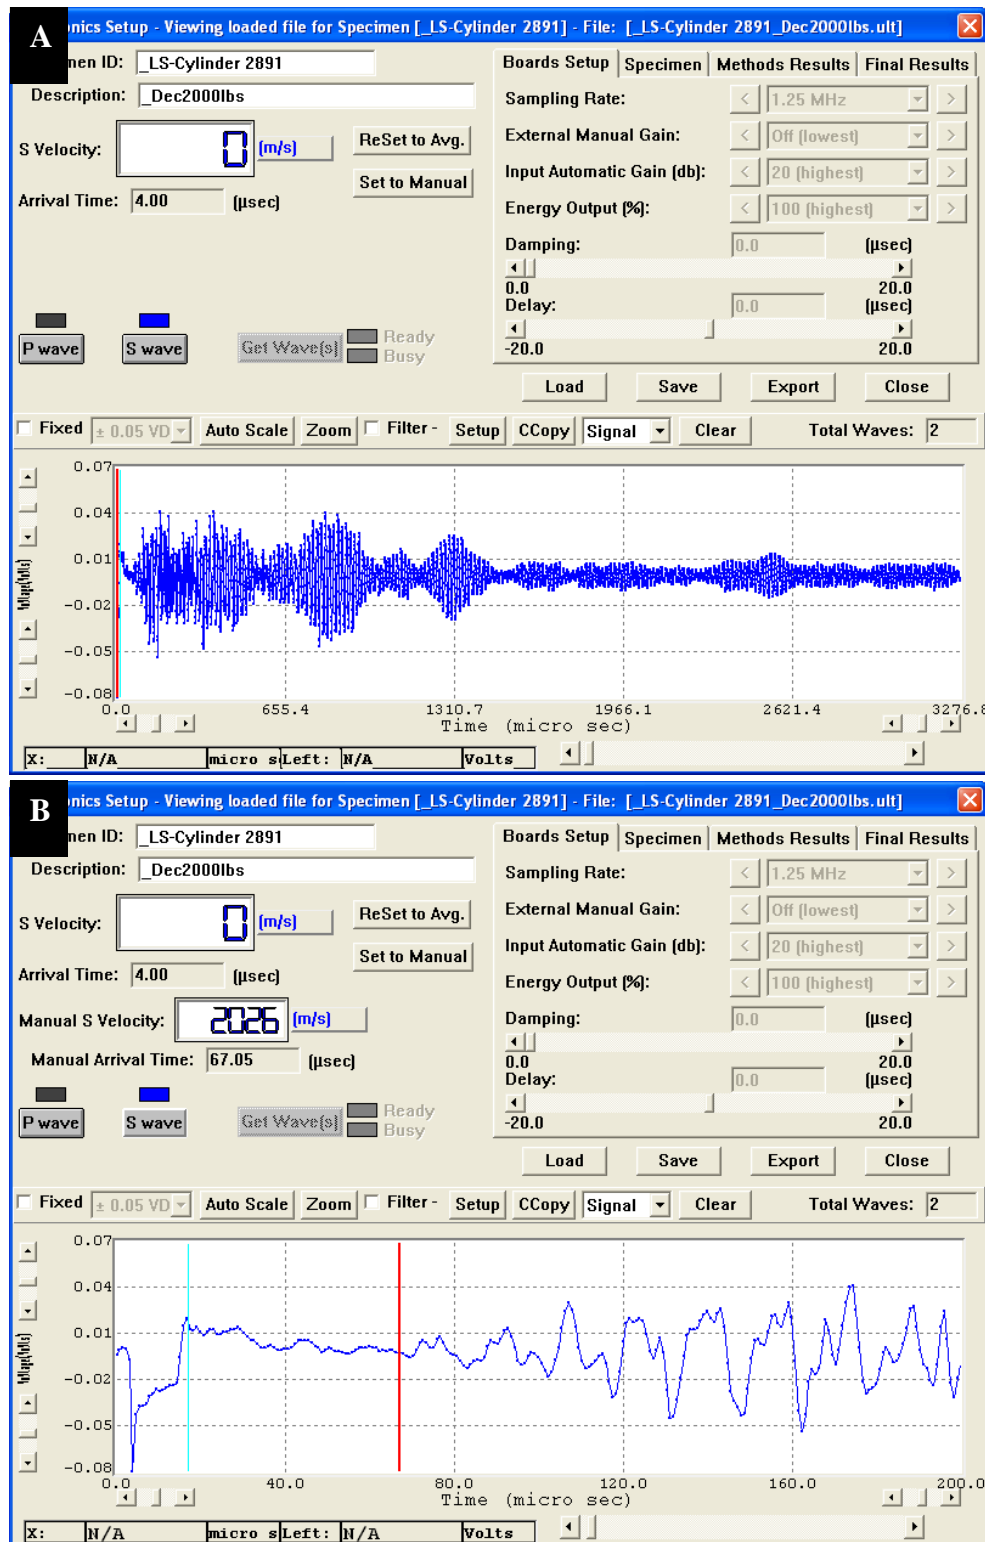 A
onics Setup - Viewing loaded file for Specimen [_LS-Cylinder 2891] - File: [_LS-Cylinder 2891_Dec2000lbs.ult]
men ID: _LS-Cylinder 2891
Boards Setup Specimen Methods Results Final Results
Description: _Dec2000lbs
Sampling Rate: < 1.25 MHz >
S Velocity: 0 (m/s) ReSet to Avg.
External Manual Gain: < Off (lowest) >
Set to Manual
Input Automatic Gain (db): < 20 (highest) >
Arrival Time: 4.00 (µsec)
Energy Output (%): < 100 (highest) >
Damping: 0.0 (µsec)
0.0 20.0
Delay: 0.0 (µsec)
-20.0 20.0
P wave S wave Get Wave(s) Ready
Busy
Load Save Export Close
Fixed ± 0.05 VD Auto Scale Zoom Filter - Setup CCopy Signal Clear Total Waves: 2
0.07
0.04
0.01
-0.02
-0.05
-0.08
0.0 655.4 1310.7 1966.1 2621.4 3276.8
Time (micro sec)
X: N/A micro s Left: N/A Volts
B
onics Setup - Viewing loaded file for Specimen [_LS-Cylinder 2891] - File: [_LS-Cylinder 2891_Dec2000lbs.ult]
men ID: _LS-Cylinder 2891
Boards Setup Specimen Methods Results Final Results
Description: _Dec2000lbs
Sampling Rate: < 1.25 MHz >
S Velocity: 0 (m/s) ReSet to Avg.
External Manual Gain: < Off (lowest) >
Set to Manual
Input Automatic Gain (db): < 20 (highest) >
Arrival Time: 4.00 (µsec)
Energy Output (%): < 100 (highest) >
Manual S Velocity: 2026 (m/s)
Damping: 0.0 (µsec)
0.0 20.0
Manual Arrival Time: 67.05 (µsec)
Delay: 0.0 (µsec)
-20.0 20.0
P wave S wave Get Wave(s) Ready
Busy
Load Save Export Close
Fixed ± 0.05 VD Auto Scale Zoom Filter - Setup CCopy Signal Clear Total Waves: 2
0.07
0.04
0.01
-0.02
-0.05
-0.08
0.0 40.0 80.0 120.0 160.0 200.0
Time (micro sec)
X: N/A micro s Left: N/A Volts